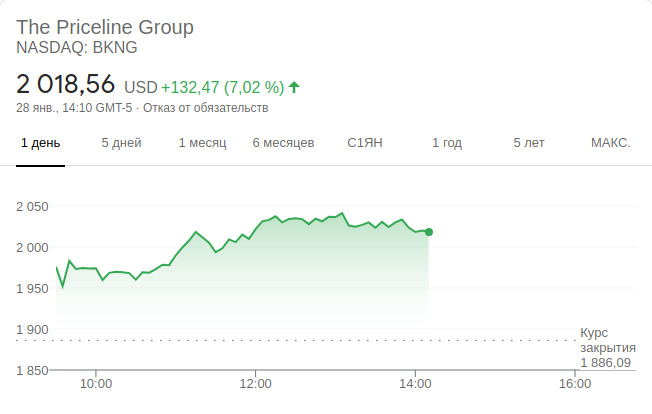 The Priceline Group
NASDAQ: BKNG
2 018,56 USD +132,47 (7,02 %)
28 янв., 14:10 GMT-5 · Отказ от обязательств
1 день 5 дней 1 месяц 6 месяцев С1ЯН 1 год 5 лет МАКС.
2 050
2 000
1 950
1 900
Курс
закрытия
1 886,09
1 850
10:00 12:00 14:00 16:00